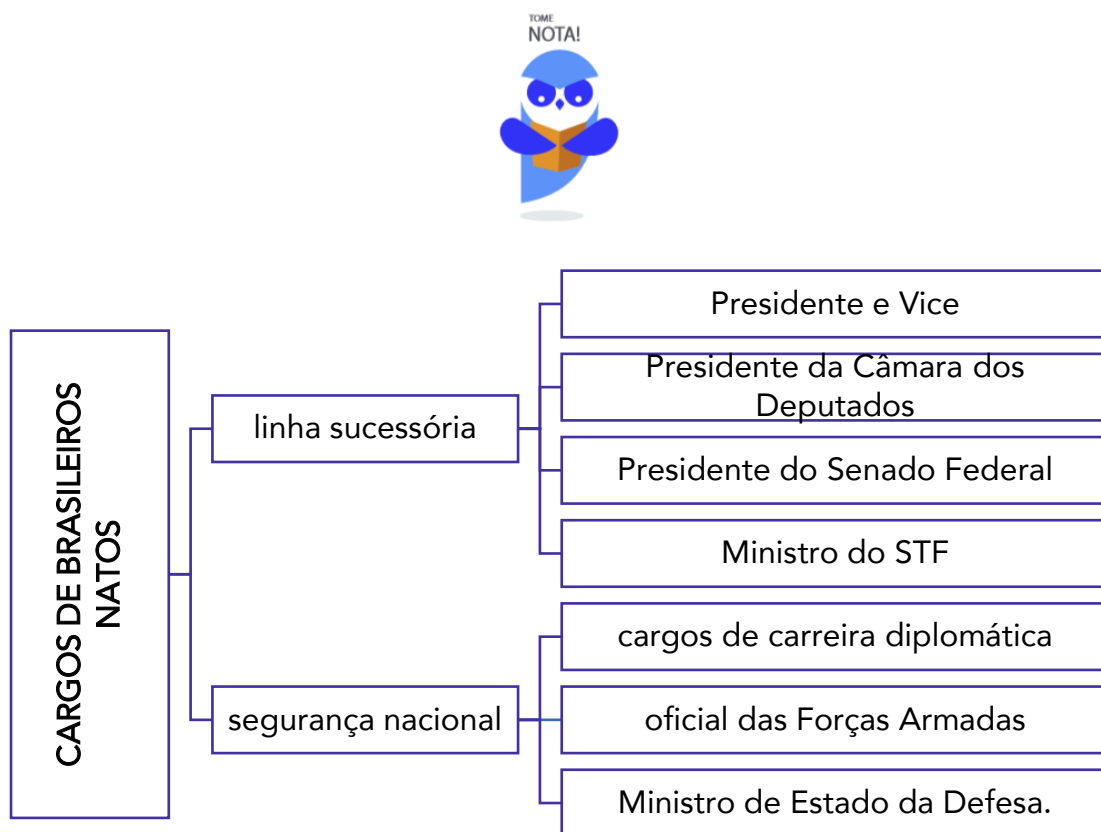 TOME
NOTA!
CARGOS DE BRASILEIROS
NATOS
linha sucessória
Presidente e Vice
Presidente da Câmara dos
Deputados
Presidente do Senado Federal
Ministro do STF
segurança nacional
cargos de carreira diplomática
oficial das Forças Armadas
Ministro de Estado da Defesa.